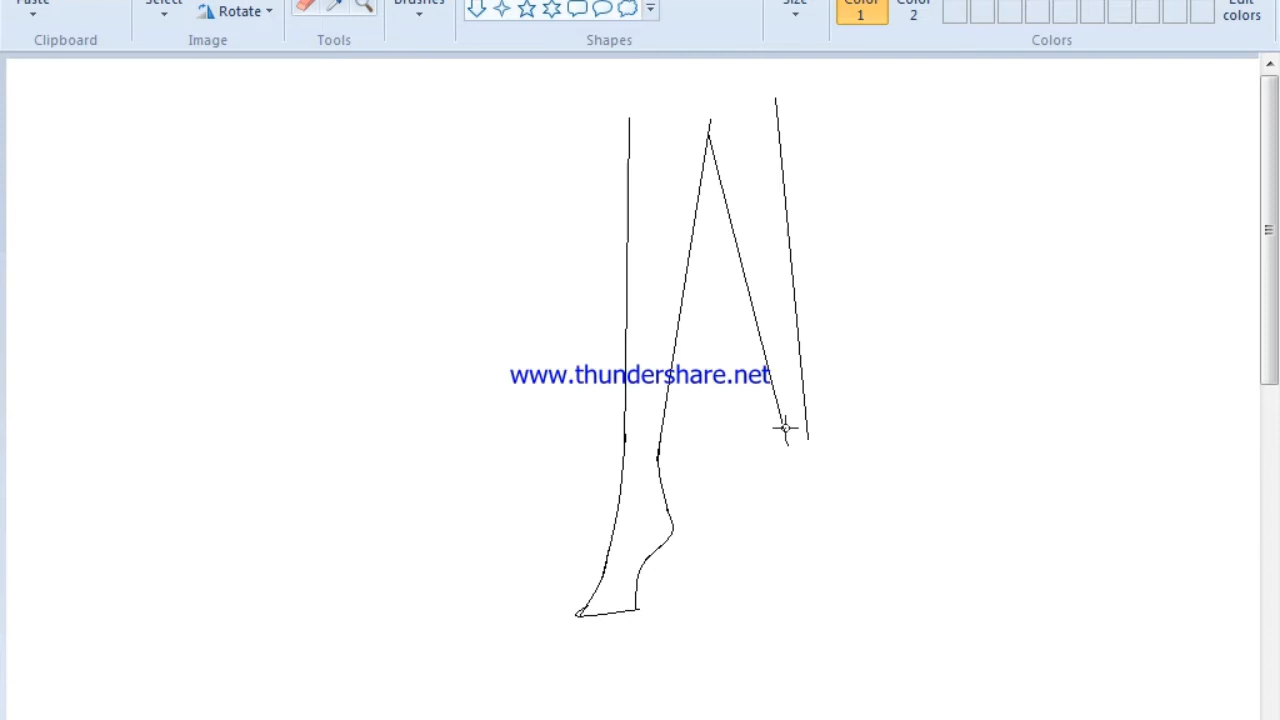 Paste
Select
Rotate
Brushes
Size
Color
1
Color
2
Edit
colors
Clipboard
Image
Tools
Shapes
Colors
www.thundershare.net